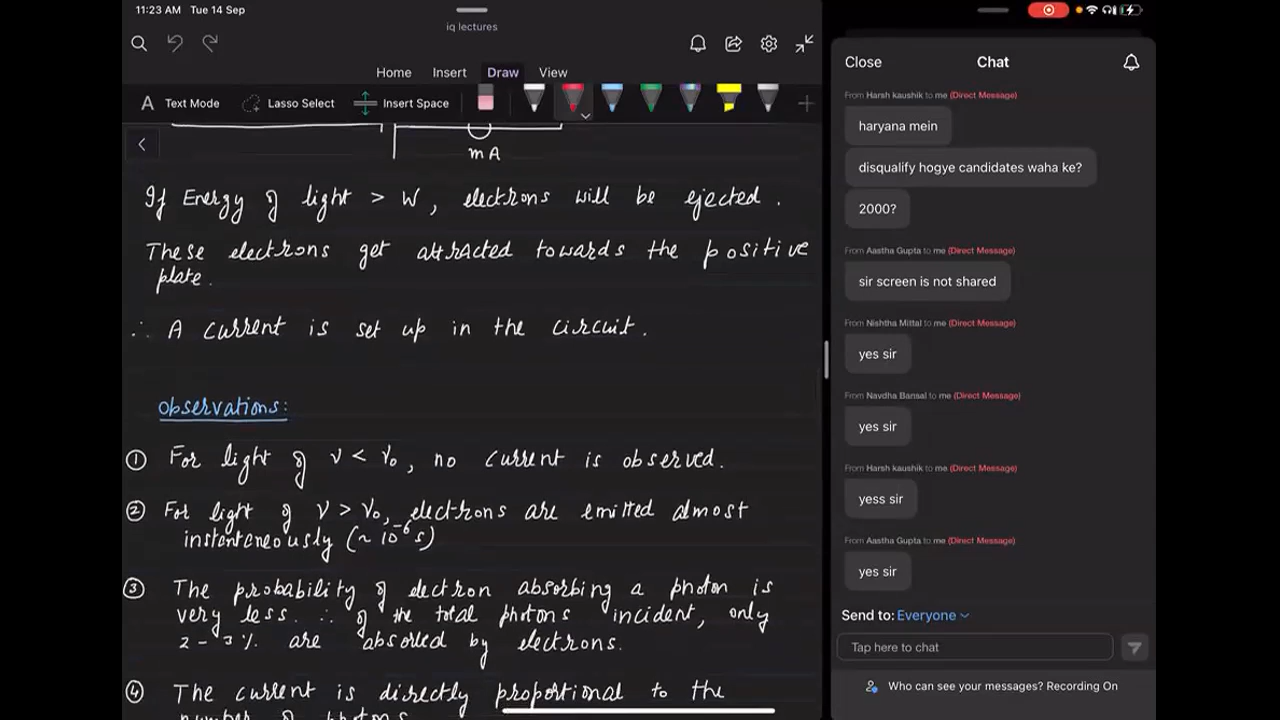 11:23 AM Tue 14 Sep
iq lectures
Home Insert Draw View
A Text Mode Lasso Select Insert Space
mA
If Energy of light > W, electrons will be ejected.
These electrons get attracted towards the positive
plate.
∴ A current is set up in the circuit.
Observations:
① For light of ν < ν₀, no current is observed.
② For light of ν > ν₀, electrons are emitted almost
instantaneously (~ 10⁻⁶ s)
③ The probability of electron absorbing a photon is
very less. ∴ of the total photons incident, only
2-3% are absorbed by electrons.
④ The current is directly proportional to the
number of photons
Close Chat
From Harsh kaushik to me (Direct Message)
haryana mein
disqualify hogye candidates waha ke?
2000?
From Aastha Gupta to me (Direct Message)
sir screen is not shared
From Nishtha Mittal to me (Direct Message)
yes sir
From Navdha Bansal to me (Direct Message)
yes sir
From Harsh kaushik to me (Direct Message)
yess sir
From Aastha Gupta to me (Direct Message)
yes sir
Send to: Everyone
Tap here to chat
Who can see your messages? Recording On